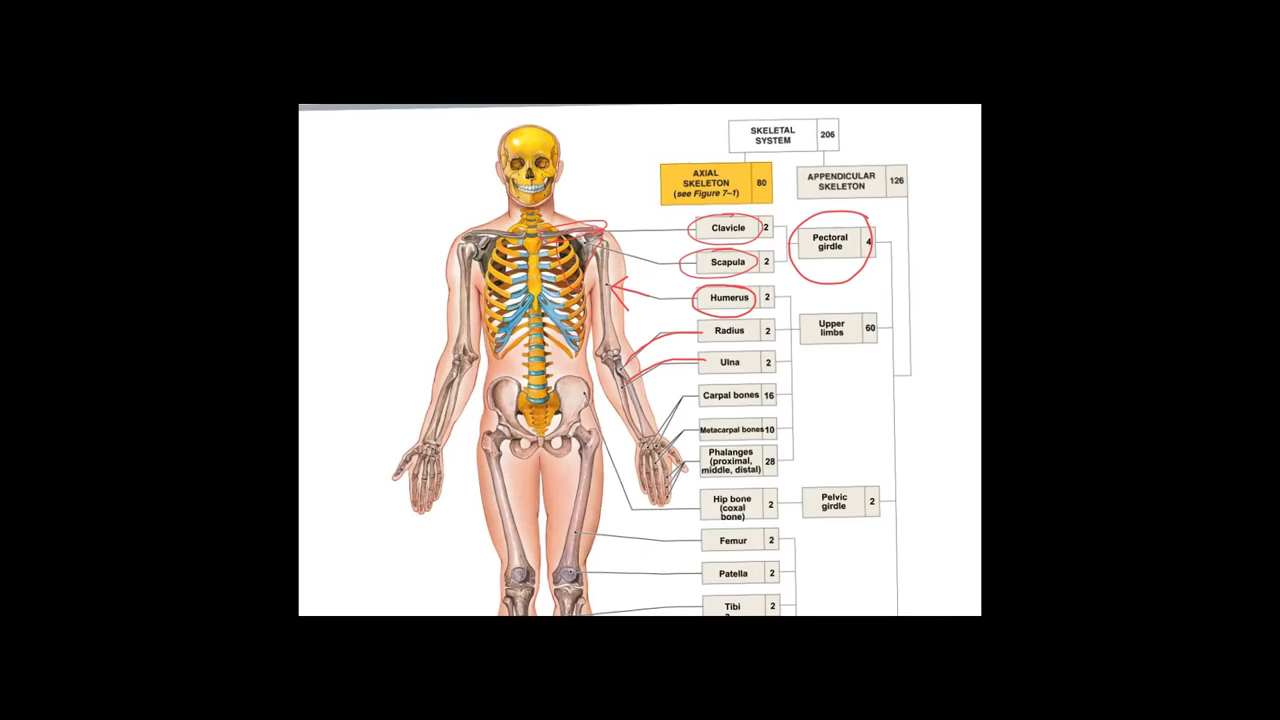 SKELETAL
SYSTEM
206
AXIAL
SKELETON
(see Figure 7–1)
80
APPENDICULAR
SKELETON
126
Clavicle 2
Scapula 2
Pectoral
girdle
4
Humerus 2
Radius 2
Ulna 2
Upper
limbs
60
Carpal bones 16
Metacarpal bones 10
Phalanges
(proximal,
middle, distal)
28
Hip bone
(coxal
bone)
2
Pelvic
girdle
2
Femur 2
Patella 2
Tibi 2